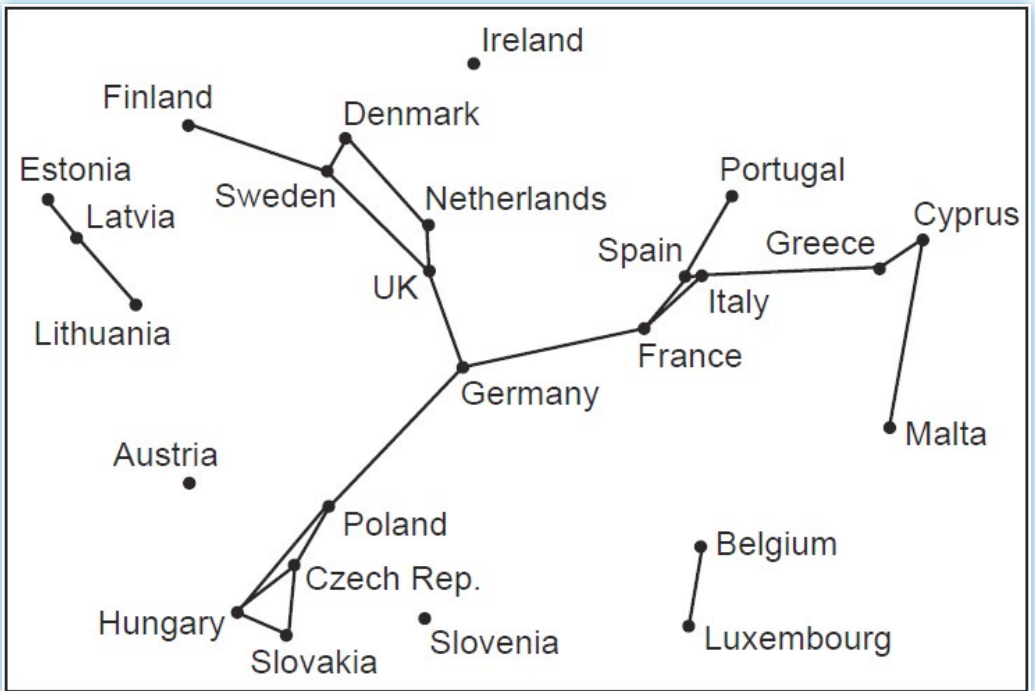 Ireland
Finland
Denmark
Estonia
Portugal
Sweden
Netherlands
Latvia
Cyprus
Spain
Greece
UK
Italy
Lithuania
France
Germany
Malta
Austria
Poland
Belgium
Czech Rep.
Hungary
Slovenia
Luxembourg
Slovakia